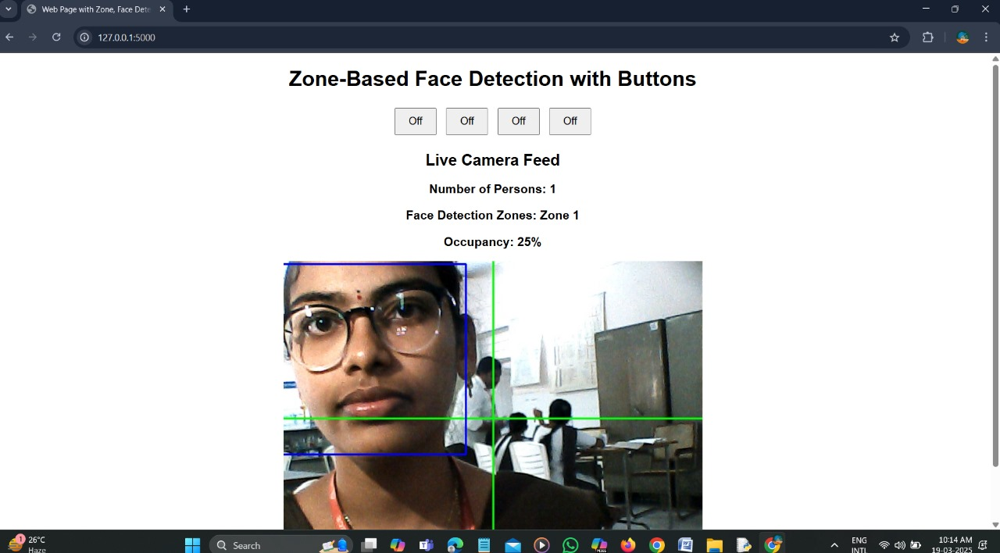 Web Page with Zone, Face Dete
127.0.0.1:5000
Zone-Based Face Detection with Buttons
Off Off Off Off
Live Camera Feed
Number of Persons: 1
Face Detection Zones: Zone 1
Occupancy: 25%
1
26°C
Haze
Search
M365
ENG
INTL
10:14 AM
19-03-2025